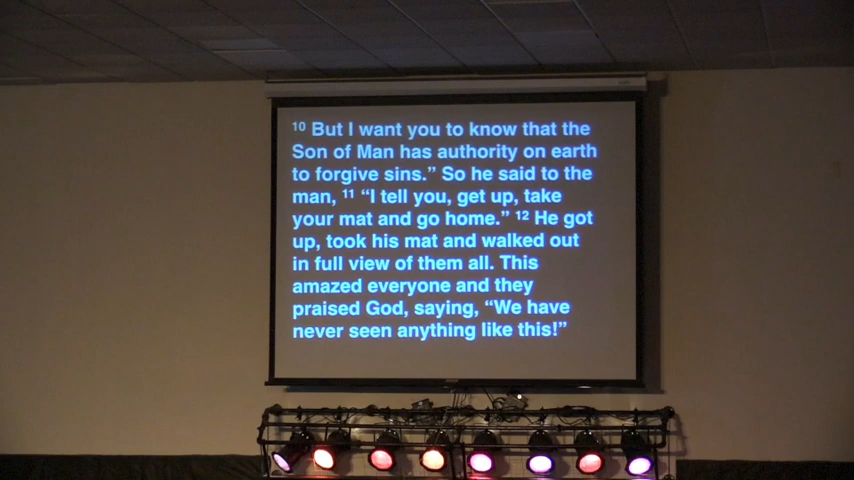 10 But I want you to know that the
Son of Man has authority on earth
to forgive sins.” So he said to the
man, 11 “I tell you, get up, take
your mat and go home.” 12 He got
up, took his mat and walked out
in full view of them all. This
amazed everyone and they
praised God, saying, “We have
never seen anything like this!”